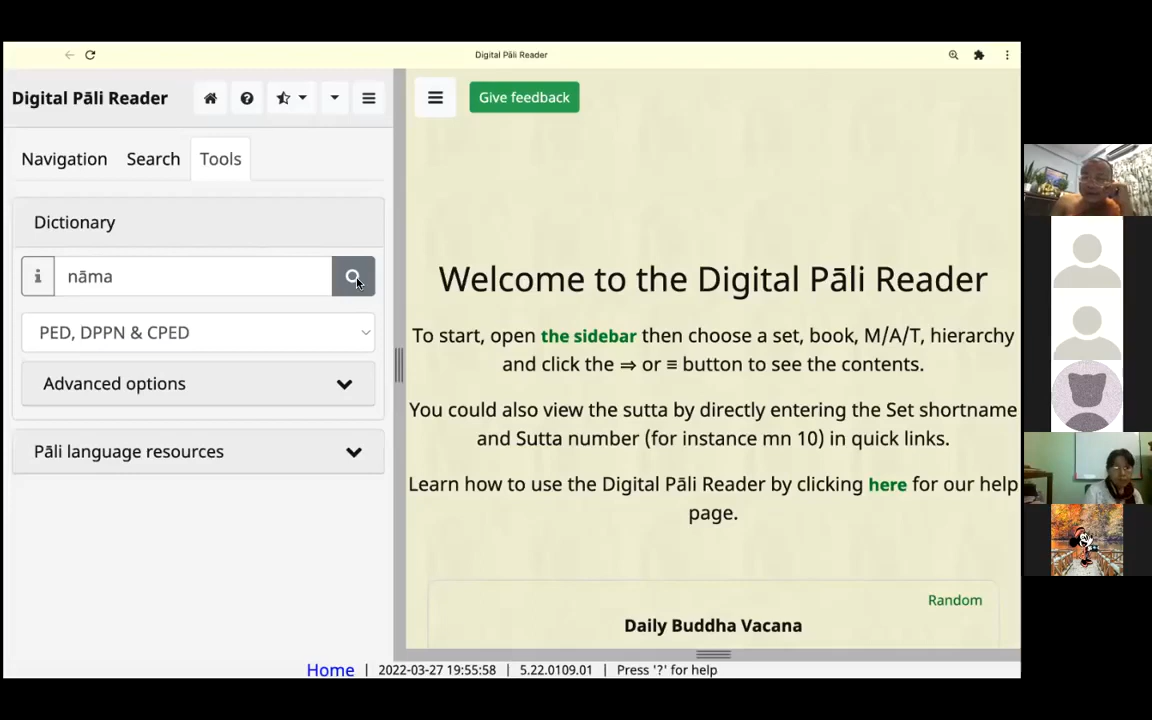 Digital Pāli Reader
Digital Pāli Reader
Give feedback
Navigation Search Tools
Dictionary
nāma
PED, DPPN & CPED
Advanced options
Pāli language resources
Welcome to the Digital Pāli Reader
To start, open the sidebar then choose a set, book, M/A/T, hierarchy
and click the ⇒ or ≡ button to see the contents.
You could also view the sutta by directly entering the Set shortname
and Sutta number (for instance mn 10) in quick links.
Learn how to use the Digital Pāli Reader by clicking here for our help
page.
Random
Daily Buddha Vacana
Home | 2022-03-27 19:55:58 | 5.22.0109.01 | Press '?' for help